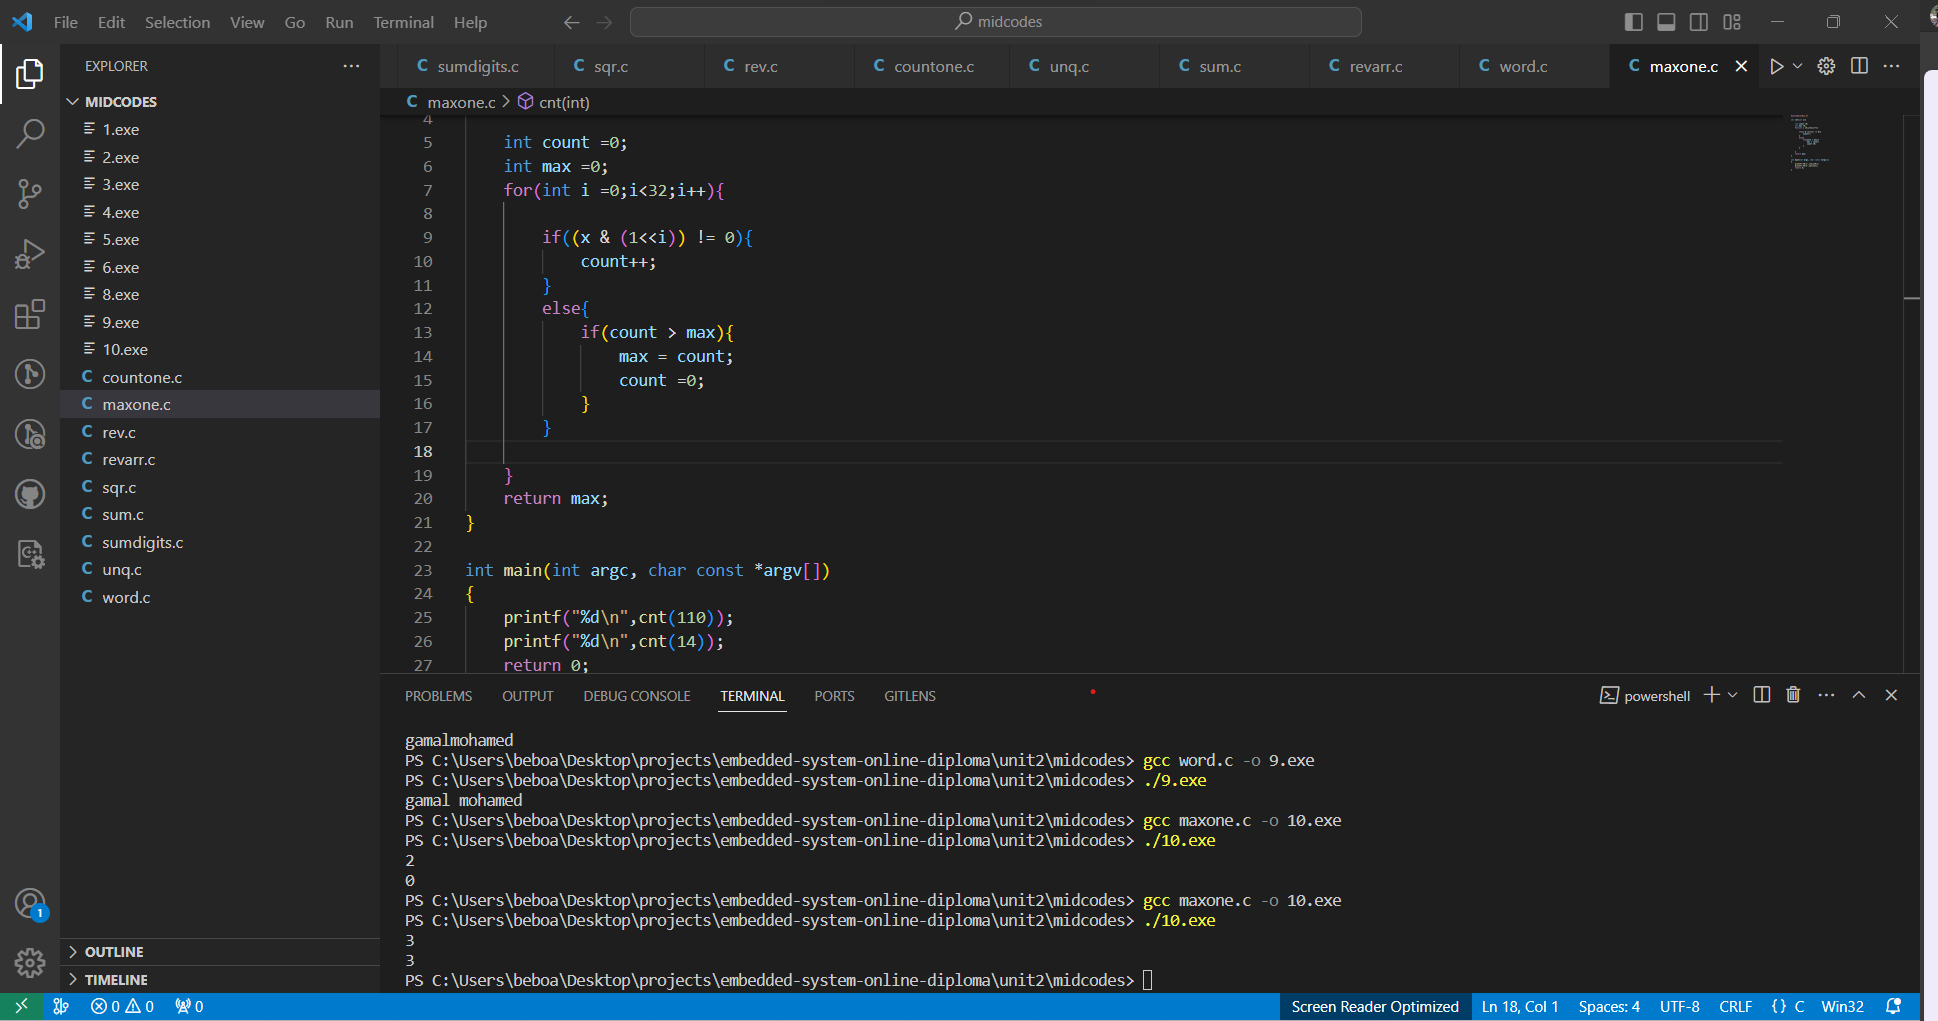 File Edit Selection View Go Run Terminal Help
midcodes
EXPLORER
MIDCODES
1.exe
2.exe
3.exe
4.exe
5.exe
6.exe
8.exe
9.exe
10.exe
C countone.c
C maxone.c
C rev.c
C revarr.c
C sqr.c
C sum.c
C sumdigits.c
C unq.c
C word.c
OUTLINE
TIMELINE
1
C sumdigits.c C sqr.c C rev.c C countone.c C unq.c C sum.c C revarr.c C word.c C maxone.c
C maxone.c > cnt(int)
4
5 int count =0;
6 int max =0;
7 for(int i =0;i<32;i++){
8
9 if((x & (1<<i)) != 0){
10 count++;
11 }
12 else{
13 if(count > max){
14 max = count;
15 count =0;
16 }
17 }
18
19 }
20 return max;
21 }
22
23 int main(int argc, char const *argv[])
24 {
25 printf("%d\n",cnt(110));
26 printf("%d\n",cnt(14));
27 return 0;
PROBLEMS OUTPUT DEBUG CONSOLE TERMINAL PORTS GITLENS
powershell
gamalmohamed
PS C:\Users\beboa\Desktop\projects\embedded-system-online-diploma\unit2\midcodes> gcc word.c -o 9.exe
PS C:\Users\beboa\Desktop\projects\embedded-system-online-diploma\unit2\midcodes> ./9.exe
gamal mohamed
PS C:\Users\beboa\Desktop\projects\embedded-system-online-diploma\unit2\midcodes> gcc maxone.c -o 10.exe
PS C:\Users\beboa\Desktop\projects\embedded-system-online-diploma\unit2\midcodes> ./10.exe
2
0
PS C:\Users\beboa\Desktop\projects\embedded-system-online-diploma\unit2\midcodes> gcc maxone.c -o 10.exe
PS C:\Users\beboa\Desktop\projects\embedded-system-online-diploma\unit2\midcodes> ./10.exe
3
3
PS C:\Users\beboa\Desktop\projects\embedded-system-online-diploma\unit2\midcodes>
0 0 0 Screen Reader Optimized Ln 18, Col 1 Spaces: 4 UTF-8 CRLF {} C Win32